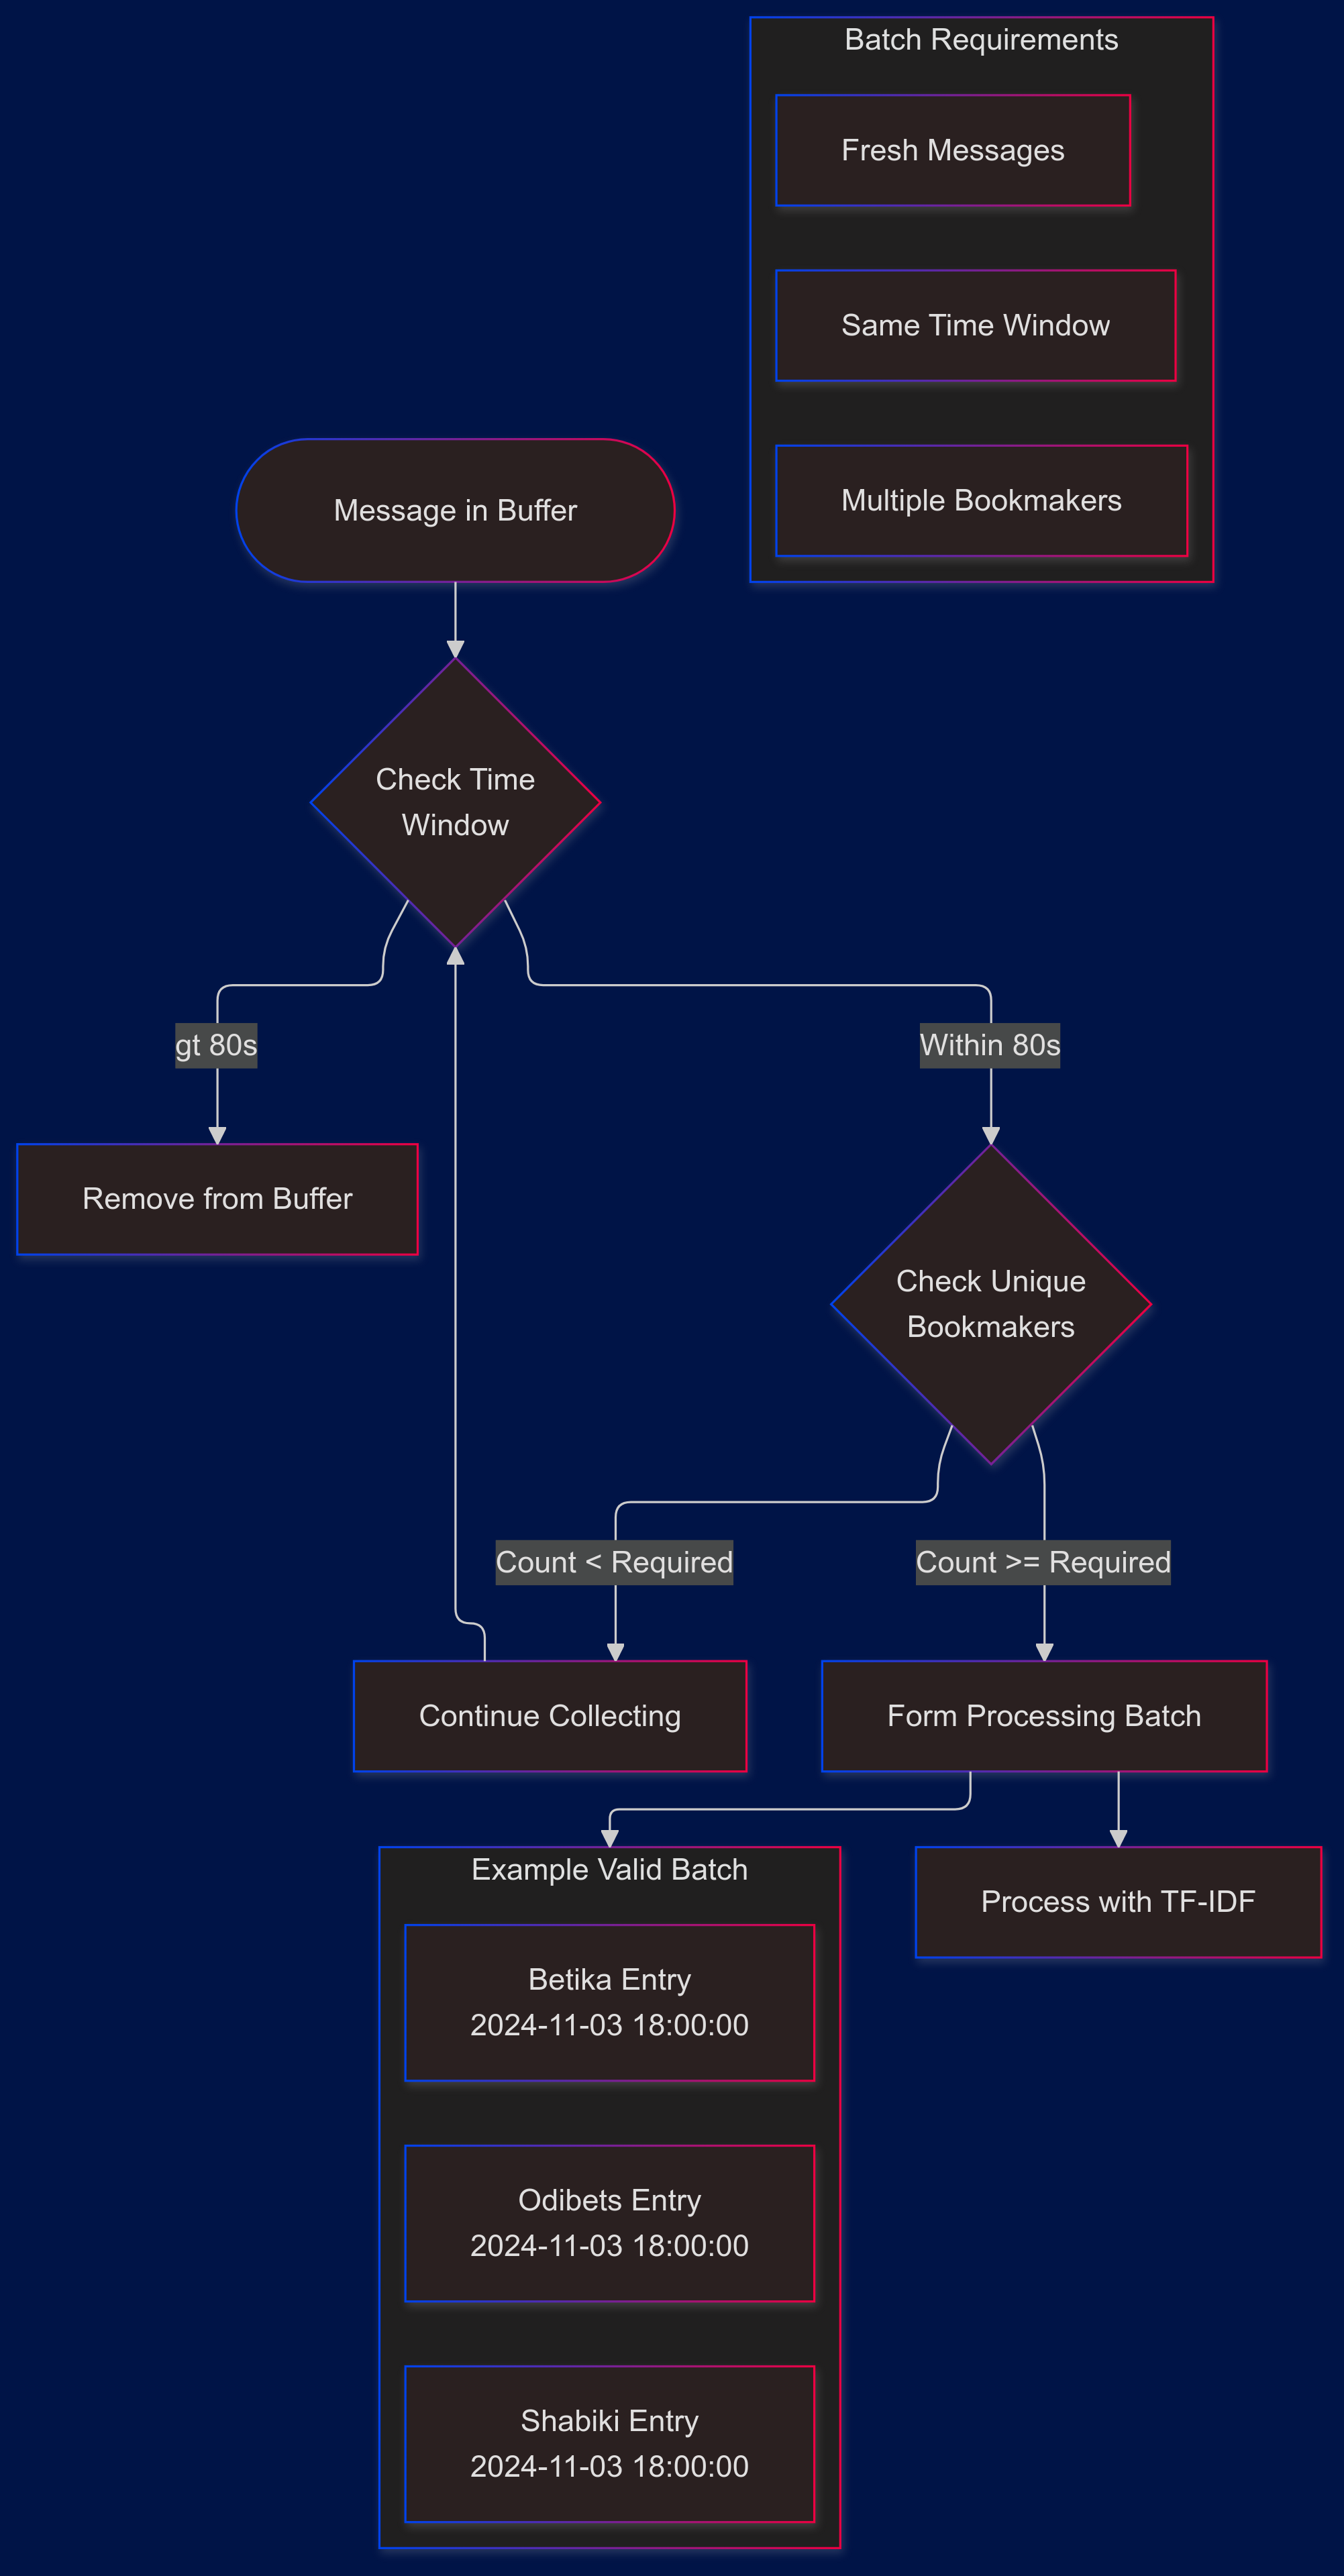 Batch Requirements
Fresh Messages
Same Time Window
Multiple Bookmakers
Message in Buffer
Check Time
Window
gt 80s
Within 80s
Remove from Buffer
Check Unique
Bookmakers
Count < Required
Count >= Required
Continue Collecting
Form Processing Batch
Example Valid Batch
Process with TF-IDF
Betika Entry
2024-11-03 18:00:00
Odibets Entry
2024-11-03 18:00:00
Shabiki Entry
2024-11-03 18:00:00